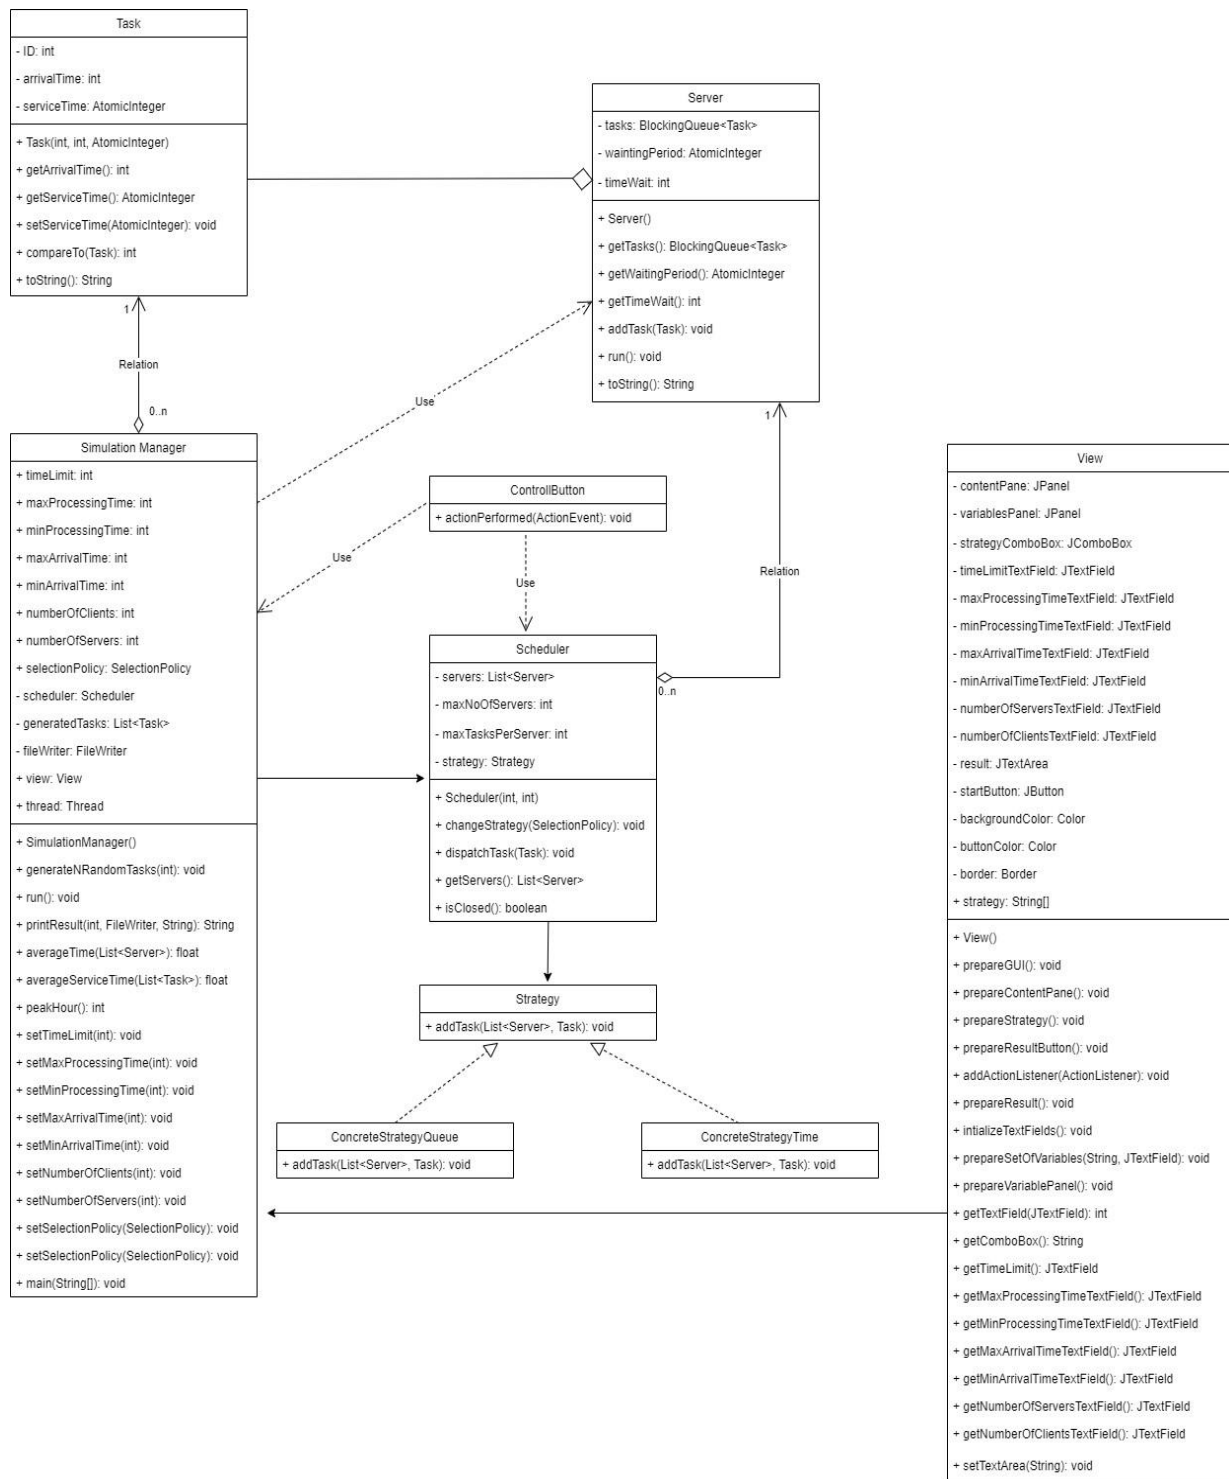 Task
- ID: int
- arrivalTime: int
- serviceTime: AtomicInteger
+ Task(int, int, AtomicInteger)
+ getArrivalTime(): int
+ getServiceTime(): AtomicInteger
+ setServiceTime(AtomicInteger): void
+ compareTo(Task): int
+ toString(): String
1
Relation
0..n
Server
- tasks: BlockingQueue<Task>
- waintingPeriod: AtomicInteger
- timeWait: int
+ Server()
+ getTasks(): BlockingQueue<Task>
+ getWaitingPeriod(): AtomicInteger
+ getTimeWait(): int
+ addTask(Task): void
+ run(): void
+ toString(): String
Use
1
Relation
0..n
Simulation Manager
+ timeLimit: int
+ maxProcessingTime: int
+ minProcessingTime: int
+ maxArrivalTime: int
+ minArrivalTime: int
+ numberOfClients: int
+ numberOfServers: int
+ selectionPolicy: SelectionPolicy
- scheduler: Scheduler
- generatedTasks: List<Task>
- fileWriter: FileWriter
+ view: View
+ thread: Thread
+ SimulationManager()
+ generateNRandomTasks(int): void
+ run(): void
+ printResult(int, FileWriter, String): String
+ averageTime(List<Server>): float
+ averageServiceTime(List<Task>): float
+ peakHour(): int
+ setTimeLimit(int): void
+ setMaxProcessingTime(int): void
+ setMinProcessingTime(int): void
+ setMaxArrivalTime(int): void
+ setMinArrivalTime(int): void
+ setNumberOfClients(int): void
+ setNumberOfServers(int): void
+ setSelectionPolicy(SelectionPolicy): void
+ setSelectionPolicy(SelectionPolicy): void
+ main(String[]): void
ControllButton
+ actionPerformed(ActionEvent): void
Use
Use
Scheduler
- servers: List<Server>
- maxNoOfServers: int
- maxTasksPerServer: int
- strategy: Strategy
+ Scheduler(int, int)
+ changeStrategy(SelectionPolicy): void
+ dispatchTask(Task): void
+ getServers(): List<Server>
+ isClosed(): boolean
Strategy
+ addTask(List<Server>, Task): void
ConcreteStrategyQueue
+ addTask(List<Server>, Task): void
ConcreteStrategyTime
+ addTask(List<Server>, Task): void
View
- contentPane: JPanel
- variablesPanel: JPanel
- strategyComboBox: JComboBox
- timeLimitTextField: JTextField
- maxProcessingTimeTextField: JTextField
- minProcessingTimeTextField: JTextField
- maxArrivalTimeTextField: JTextField
- minArrivalTimeTextField: JTextField
- numberOfServersTextField: JTextField
- numberOfClientsTextField: JTextField
- result: JTextArea
- startButton: JButton
- backgroundColor: Color
- buttonColor: Color
- border: Border
+ strategy: String[]
+ View()
+ prepareGUI(): void
+ prepareContentPane(): void
+ prepareStrategy(): void
+ prepareResultButton(): void
+ addActionListener(ActionListener): void
+ prepareResult(): void
+ intializeTextFields(): void
+ prepareSetOfVariables(String, JTextField): void
+ prepareVariablePanel(): void
+ getTextField(JTextField): int
+ getComboBox(): String
+ getTimeLimit(): JTextField
+ getMaxProcessingTimeTextField(): JTextField
+ getMinProcessingTimeTextField(): JTextField
+ getMaxArrivalTimeTextField(): JTextField
+ getMinArrivalTimeTextField(): JTextField
+ getNumberOfServersTextField(): JTextField
+ getNumberOfClientsTextField(): JTextField
+ setTextArea(String): void